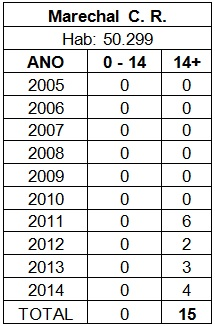 Marechal C. R.
Hab: 50.299
ANO 0 - 14 14+
2005 0 0
2006 0 0
2007 0 0
2008 0 0
2009 0 0
2010 0 0
2011 0 6
2012 0 2
2013 0 3
2014 0 4
TOTAL 0 15